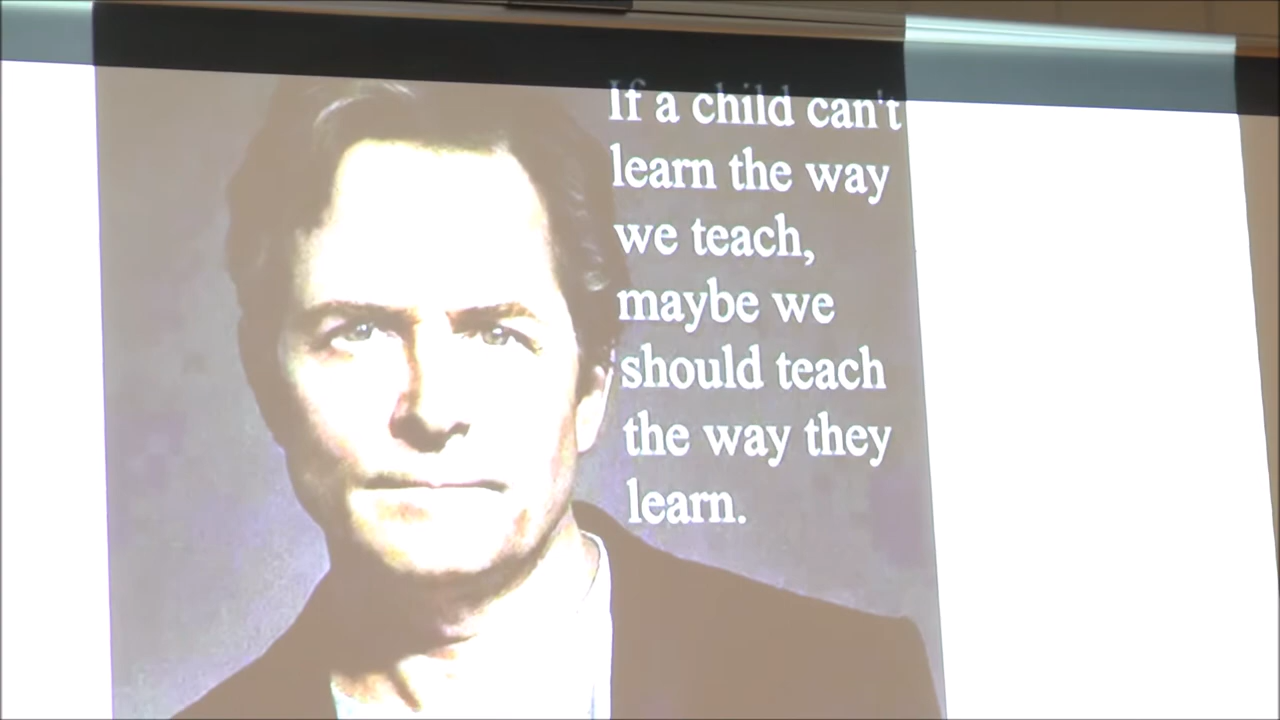 If a child can't
learn the way
we teach,
maybe we
should teach
the way they
learn.